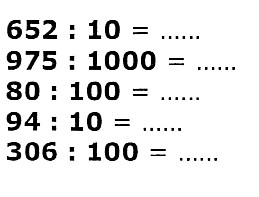 652 : 10 = ......
975 : 1000 = ......
80 : 100 = ......
94 : 10 = ......
306 : 100 = ......